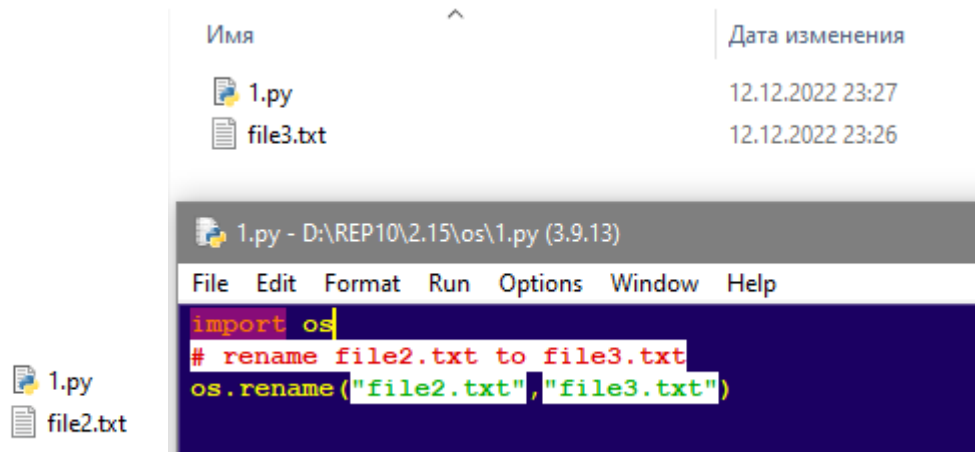 Имя Дата изменения
1.py 12.12.2022 23:27
file3.txt 12.12.2022 23:26
1.py - D:\REP10\2.15\os\1.py (3.9.13)
File Edit Format Run Options Window Help
import os
# rename file2.txt to file3.txt
os.rename("file2.txt","file3.txt")
1.py
file2.txt